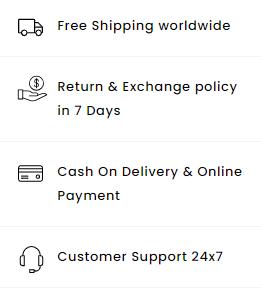 Free Shipping worldwide
Return & Exchange policy
in 7 Days
Cash On Delivery & Online
Payment
Customer Support 24x7